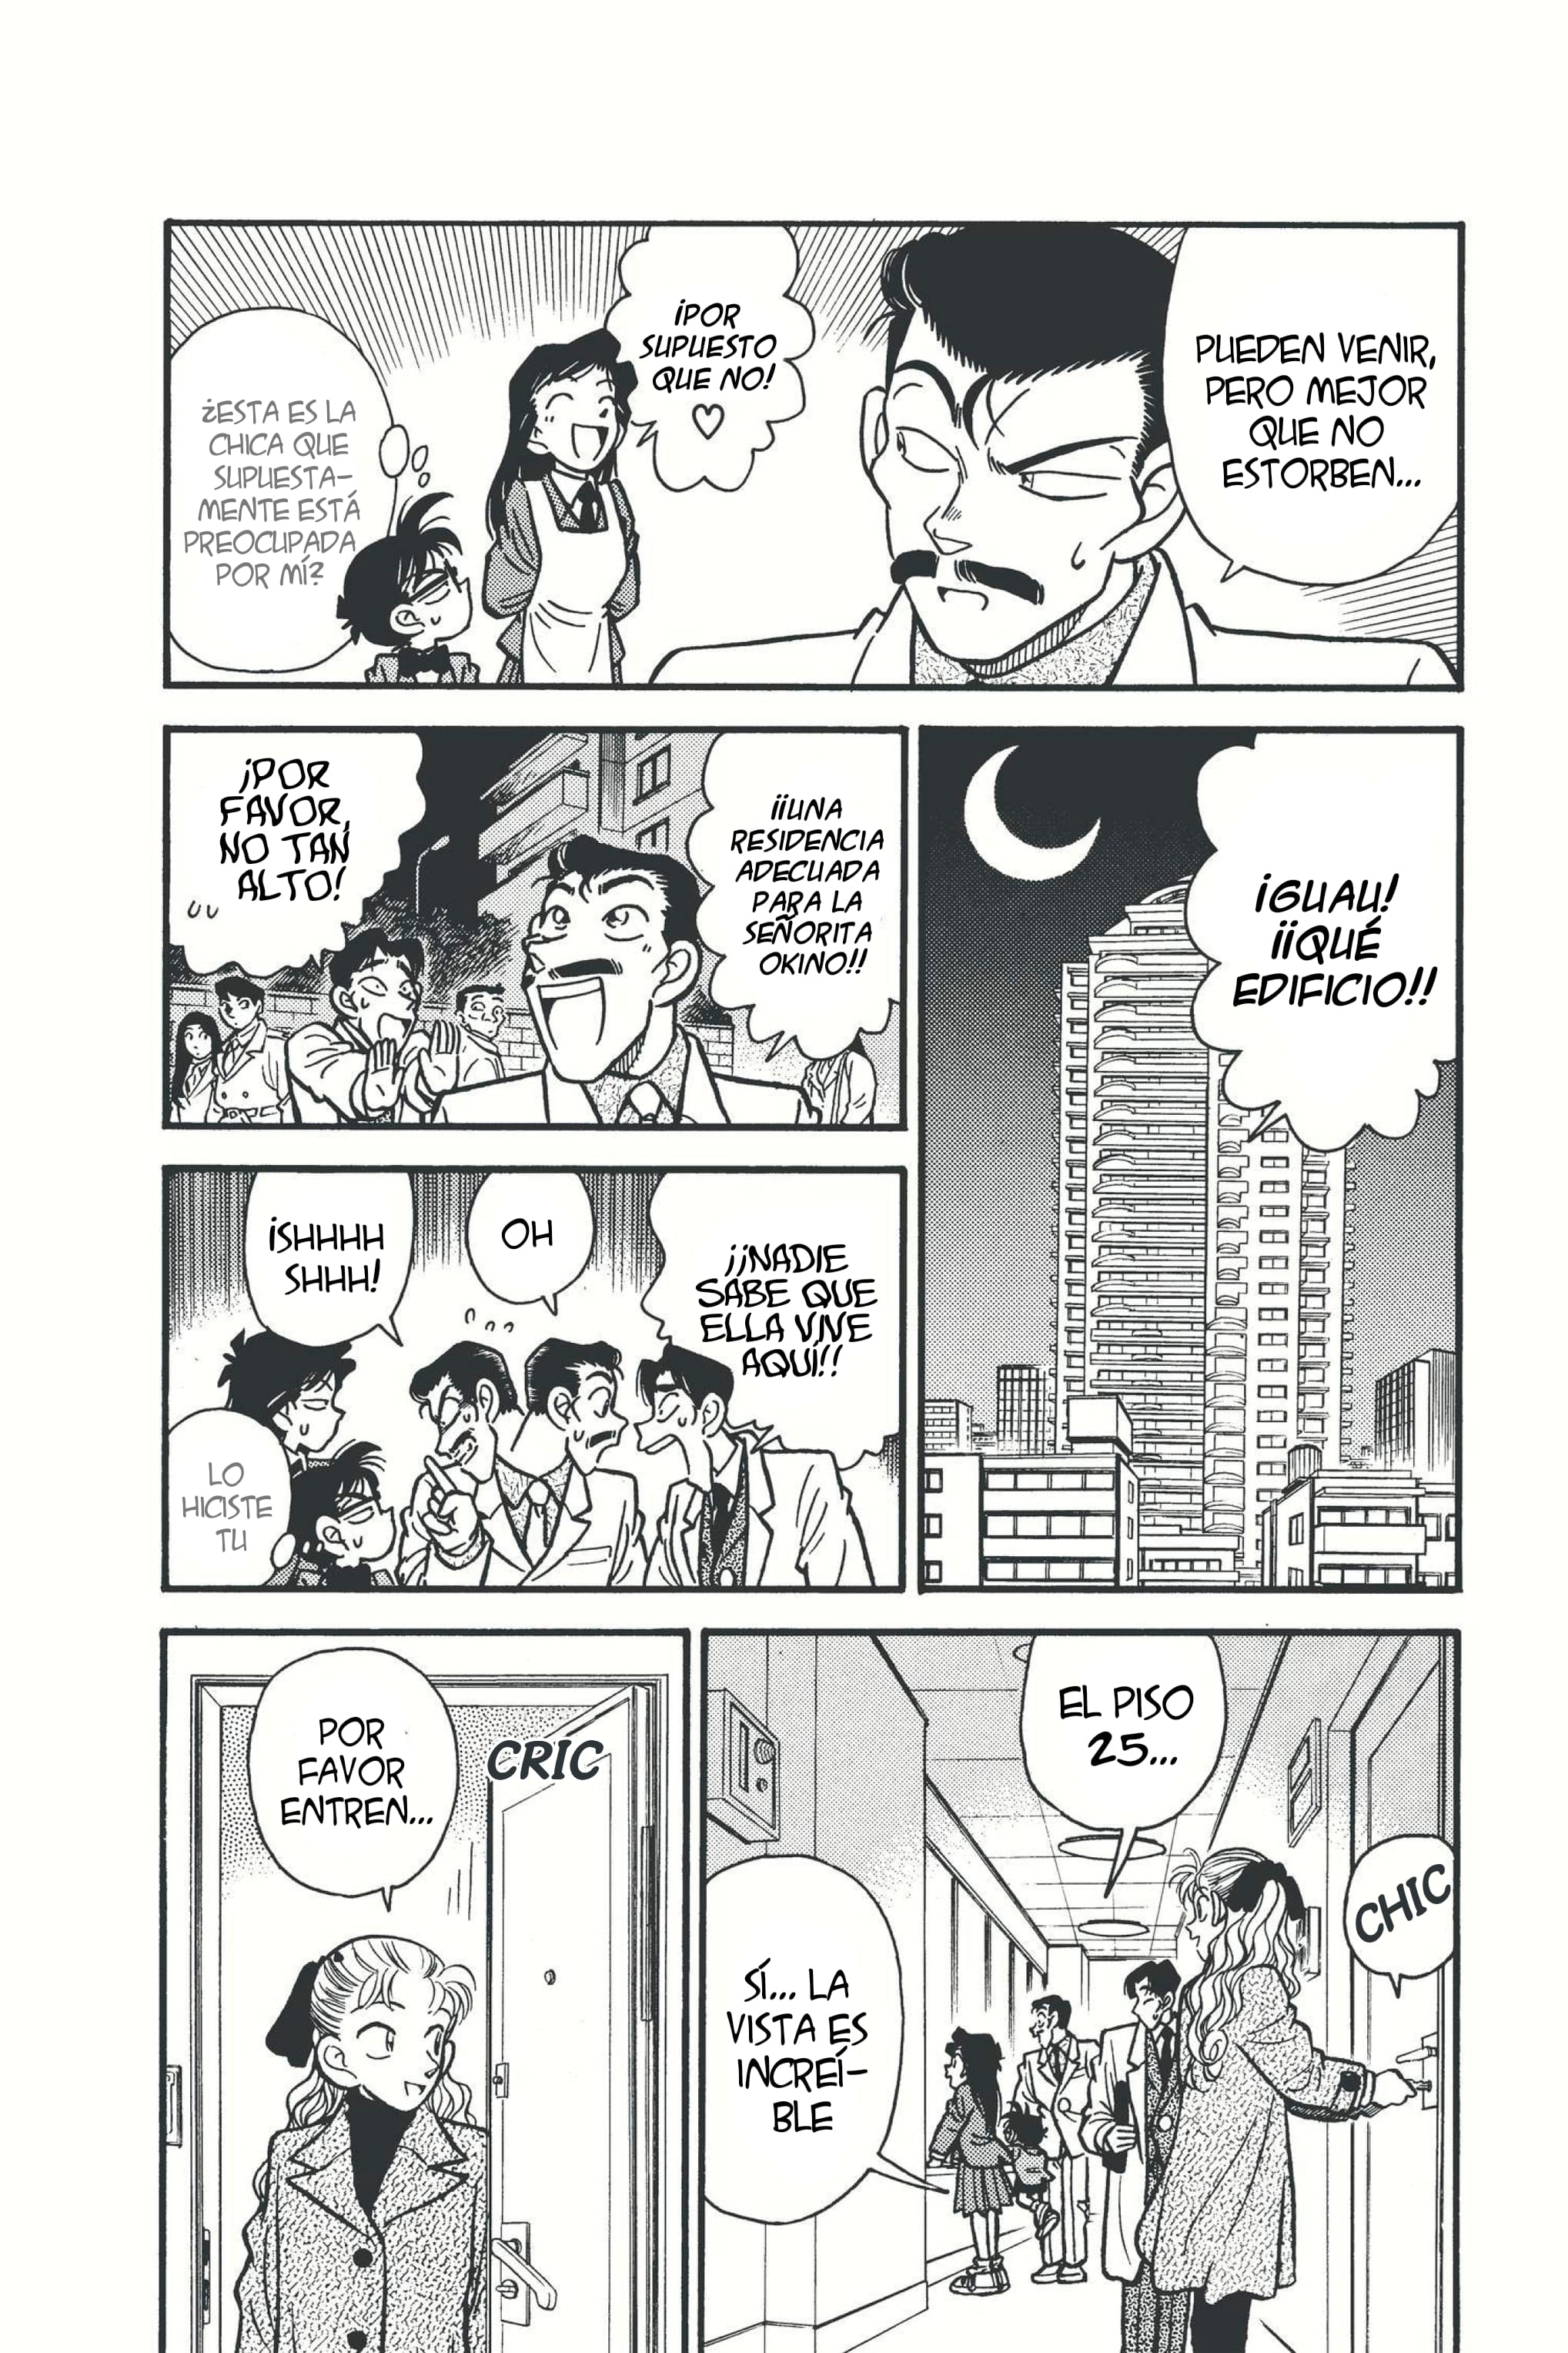 PUEDEN VENIR,
PERO MEJOR
QUE NO
ESTORBEN...
¡POR
SUPUESTO
QUE NO!
♡
¿ESTA ES LA
CHICA QUE
SUPUESTA-
MENTE ESTÁ
PREOCUPADA
POR MÍ?
¡GUAU!
¡¡QUÉ
EDIFICIO!!
¡¡UNA
RESIDENCIA
ADECUADA
PARA LA
SEÑORITA
OKINO!!
¡POR
FAVOR,
NO TAN
ALTO!
¡¡NADIE
SABE QUE
ELLA VIVE
AQUÍ!!
OH
¡SHHHH
SHHH!
LO
HICISTE
TU
EL PISO
25...
CHIC
SÍ... LA
VISTA ES
INCREÍ-
BLE
CRIC
POR
FAVOR
ENTREN...